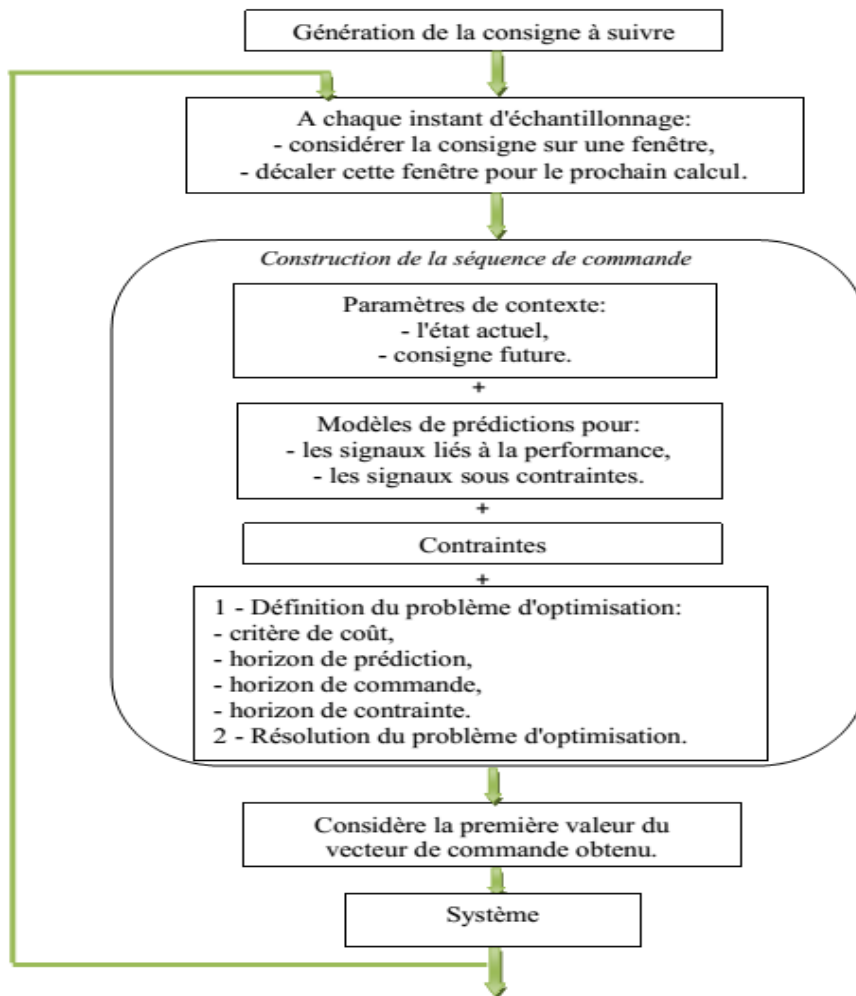 Génération de la consigne à suivre
A chaque instant d'échantillonnage:
- considérer la consigne sur une fenêtre,
- décaler cette fenêtre pour le prochain calcul.
Construction de la séquence de commande
Paramètres de contexte:
- l'état actuel,
- consigne future.
+
Modèles de prédictions pour:
- les signaux liés à la performance,
- les signaux sous contraintes.
+
Contraintes
+
1 - Définition du problème d'optimisation:
- critère de coût,
- horizon de prédiction,
- horizon de commande,
- horizon de contrainte.
2 - Résolution du problème d'optimisation.
Considère la première valeur du
vecteur de commande obtenu.
Système